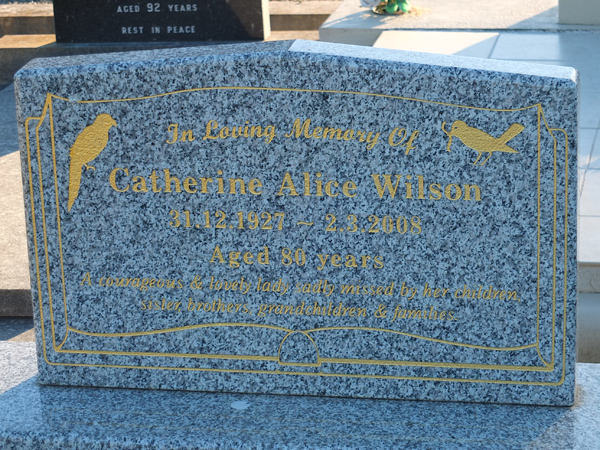 AGED 92 YEARS
REST IN PEACE
In Loving Memory Of
Catherine Alice Wilson
31.12.1927 ~ 2.3.2008
Aged 80 years
A courageous & lovely lady sadly missed by her children,
sister brothers, grandchildren & families.